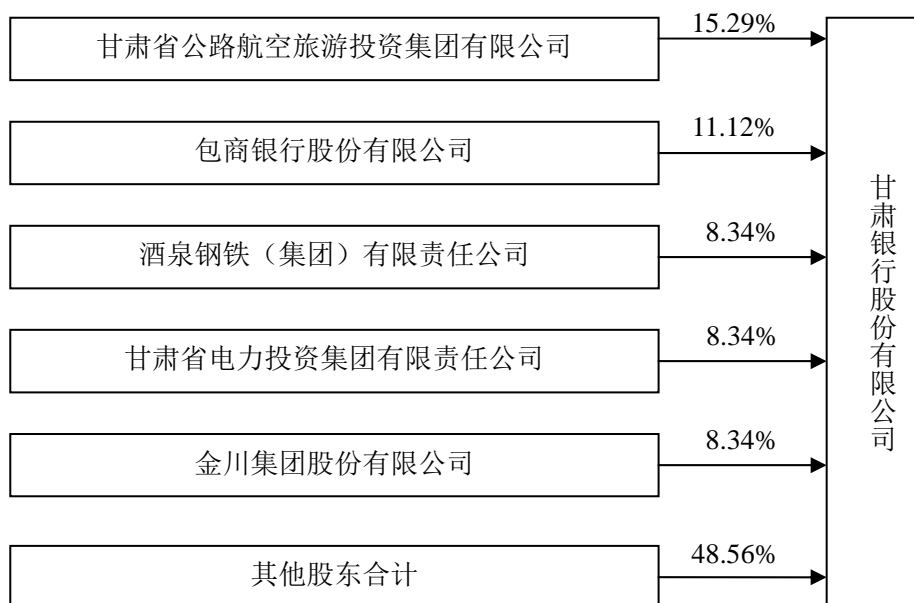 甘肃省公路航空旅游投资集团有限公司
15.29%
包商银行股份有限公司
11.12%
酒泉钢铁（集团）有限责任公司
8.34%
甘肃省电力投资集团有限责任公司
8.34%
金川集团股份有限公司
8.34%
其他股东合计
48.56%
甘肃银行股份有限公司